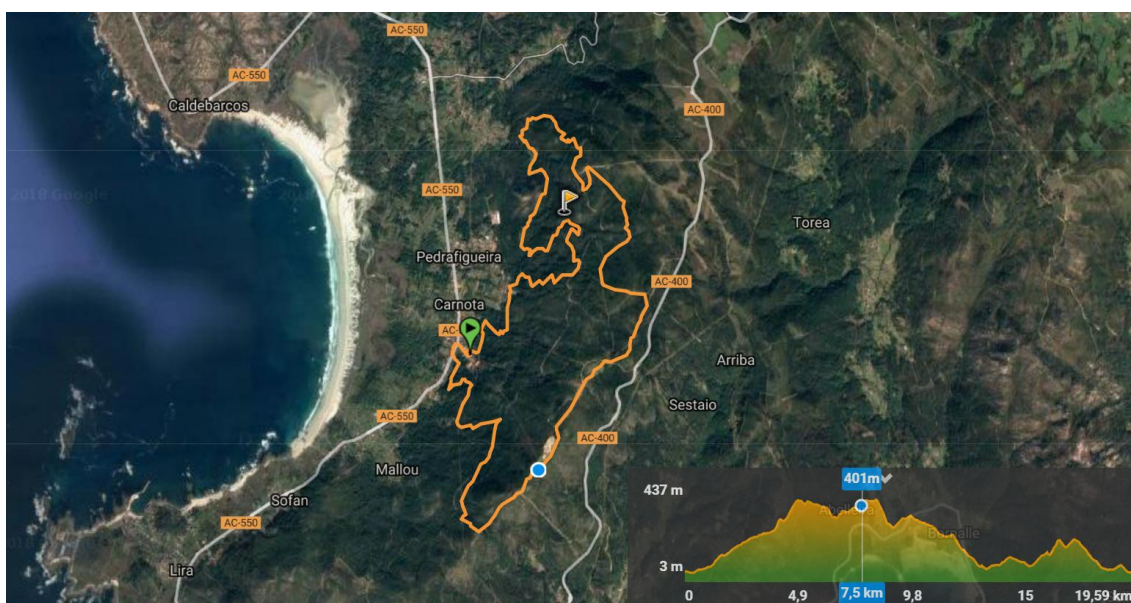 AC-550
AC-550
Caldebarcos
AC-400
2018 Google
AC-550
Torea
Pedrafigueira
AC-400
Carnota
AC-
Arriba
Sestaio
AC-550
AC-400
Mallou
Sofan
AC-550
Lira
401m
437 m
3 m
0
4,9
7,5 km
9,8
15
19,59 km